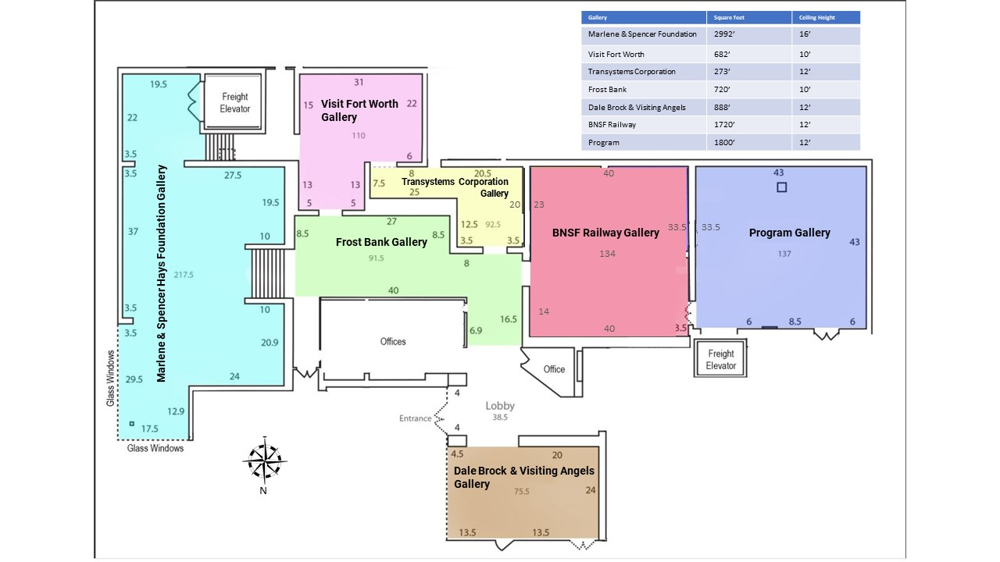 Gallery Square feet Ceiling Height
Marlene & Spencer Foundation 2992’ 16’
Visit Fort Worth 682’ 10’
Transystems Corporation 273’ 12’
Frost Bank 720’ 10’
Dale Brock & Visiting Angels 888’ 12’
BNSF Railway 1720’ 12’
Program 1800’ 12’
19.5
22
3.5
3.5
27.5
19.5
37
10
217.5
3.5
10
3.5
20.9
29.5
24
12.9
17.5
Marlene & Spencer Hays Foundation Gallery
Glass Windows
Glass Windows
Freight
Elevator
31
15
Visit Fort Worth
Gallery
22
110
6
13
13
5
5
8
20.5
7.5
Transystems Corporation
Gallery
25
20
12.5
92.5
3.5
3.5
27
8.5
8.5
Frost Bank Gallery
91.5
8
40
16.5
6.9
Offices
Office
40
23
33.5
BNSF Railway Gallery
134
14
40
3.5
43
33.5
Program Gallery
43
137
6
8.5
6
Freight
Elevator
4
Lobby
38.5
Entrance
4
4.5
20
Dale Brock & Visiting Angels
Gallery
75.5
24
13.5
13.5
N